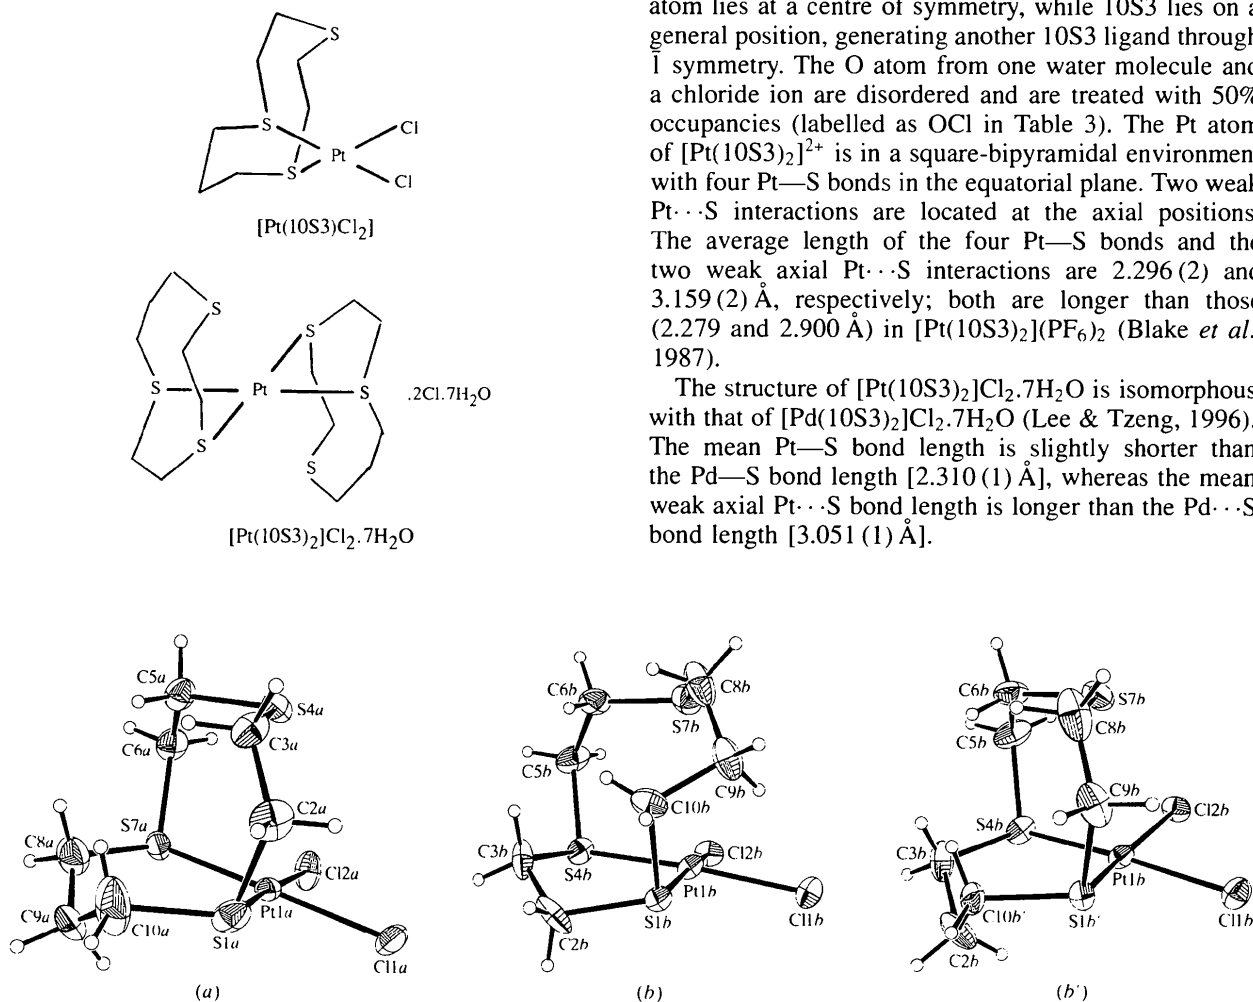 S
S
S
Pt
Cl
Cl
[Pt(10S3)Cl₂]
S
S
S
Pt
S
S
S
.2Cl.7H₂O
[Pt(10S3)₂]Cl₂.7H₂O
atom lies at a centre of symmetry, while 10S3 lies on a
general position, generating another 10S3 ligand through
1̄ symmetry. The O atom from one water molecule and
a chloride ion are disordered and are treated with 50%
occupancies (labelled as OCl in Table 3). The Pt atom
of [Pt(10S3)₂]²⁺ is in a square-bipyramidal environmen
with four Pt—S bonds in the equatorial plane. Two weak
Pt···S interactions are located at the axial positions
The average length of the four Pt—S bonds and the
two weak axial Pt···S interactions are 2.296 (2) and
3.159 (2) Å, respectively; both are longer than those
(2.279 and 2.900 Å) in [Pt(10S3)₂](PF₆)₂ (Blake et al.
1987).
The structure of [Pt(10S3)₂]Cl₂.7H₂O is isomorphous
with that of [Pd(10S3)₂]Cl₂.7H₂O (Lee & Tzeng, 1996).
The mean Pt—S bond length is slightly shorter than
the Pd—S bond length [2.310 (1) Å], whereas the mean
weak axial Pt···S bond length is longer than the Pd···S
bond length [3.051 (1) Å].
C5a
S4a
C6a
C3a
C2a
S7a
C8a
Cl2a
Pt1a
C9a
C10a
S1a
Cl1a
(a)
C6b
C8b
S7b
C5b
C9b
C10b
C3b
Cl2b
S4b
Pt1b
S1b
Cl1b
C2b
(b)
C6b
S7b
C8b
C5b
C9b
Cl2b
S4b
C3b
Pt1b
C10b'
S1b'
Cl1b
C2b
(b')